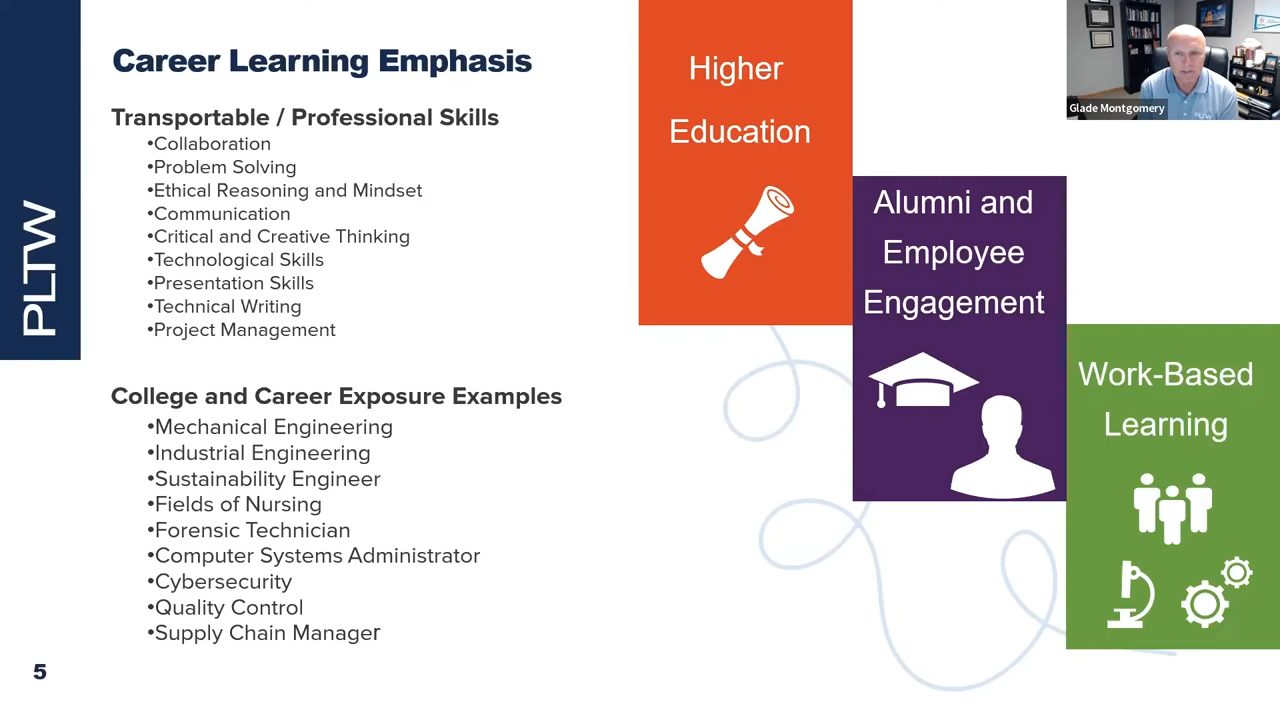 PLTW
Career Learning Emphasis
Transportable / Professional Skills
•Collaboration
•Problem Solving
•Ethical Reasoning and Mindset
•Communication
•Critical and Creative Thinking
•Technological Skills
•Presentation Skills
•Technical Writing
•Project Management
College and Career Exposure Examples
•Mechanical Engineering
•Industrial Engineering
•Sustainability Engineer
•Fields of Nursing
•Forensic Technician
•Computer Systems Administrator
•Cybersecurity
•Quality Control
•Supply Chain Manager
5
Higher
Education
Alumni and
Employee
Engagement
Work-Based
Learning
Glade Montgomery